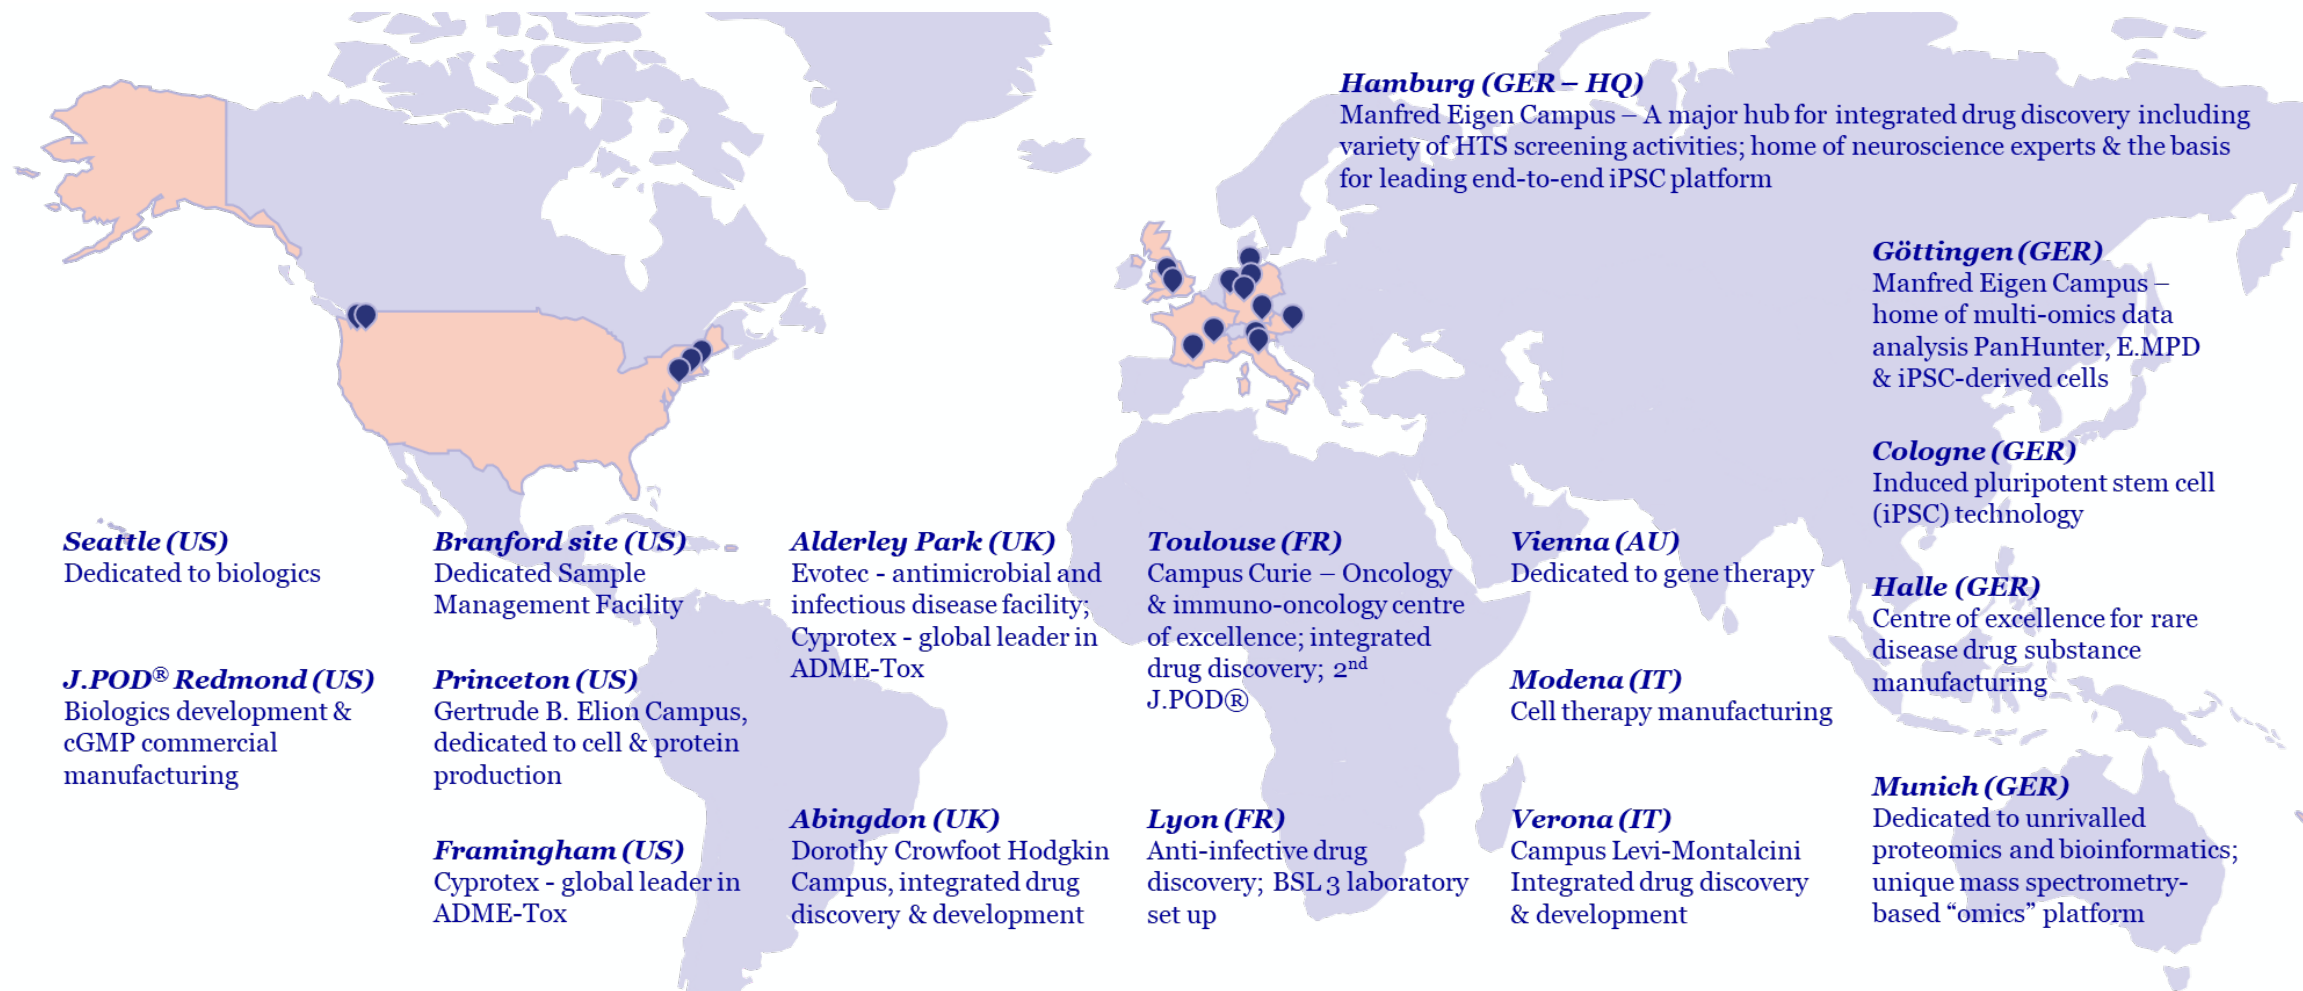 Hamburg (GER – HQ)
Manfred Eigen Campus – A major hub for integrated drug discovery including
variety of HTS screening activities; home of neuroscience experts & the basis
for leading end-to-end iPSC platform
Göttingen (GER)
Manfred Eigen Campus –
home of multi-omics data
analysis PanHunter, E.MPD
& iPSC-derived cells
Cologne (GER)
Induced pluripotent stem cell
(iPSC) technology
Halle (GER)
Centre of excellence for rare
disease drug substance
manufacturing
Munich (GER)
Dedicated to unrivalled
proteomics and bioinformatics;
unique mass spectrometry-
based “omics” platform
Seattle (US)
Dedicated to biologics
J.POD® Redmond (US)
Biologics development &
cGMP commercial
manufacturing
Branford site (US)
Dedicated Sample
Management Facility
Princeton (US)
Gertrude B. Elion Campus,
dedicated to cell & protein
production
Framingham (US)
Cyprotex - global leader in
ADME-Tox
Alderley Park (UK)
Evotec - antimicrobial and
infectious disease facility;
Cyprotex - global leader in
ADME-Tox
Abingdon (UK)
Dorothy Crowfoot Hodgkin
Campus, integrated drug
discovery & development
Toulouse (FR)
Campus Curie – Oncology
& immuno-oncology centre
of excellence; integrated
drug discovery; 2nd
J.POD®
Lyon (FR)
Anti-infective drug
discovery; BSL 3 laboratory
set up
Vienna (AU)
Dedicated to gene therapy
Modena (IT)
Cell therapy manufacturing
Verona (IT)
Campus Levi-Montalcini
Integrated drug discovery
& development